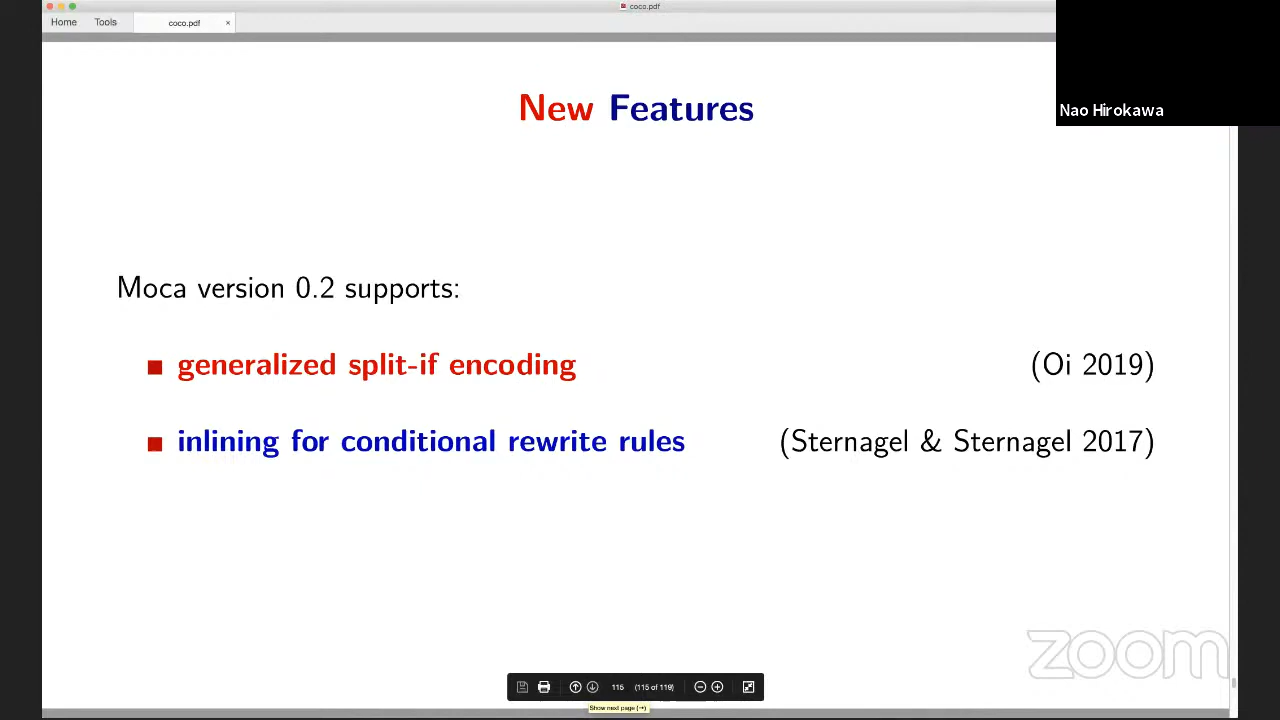 coco.pdf
Home Tools coco.pdf ×
New Features
Nao Hirokawa
Moca version 0.2 supports:
generalized split-if encoding (Oi 2019)
inlining for conditional rewrite rules (Sternagel & Sternagel 2017)
zoom
115 (115 of 119)
Show next page (→)